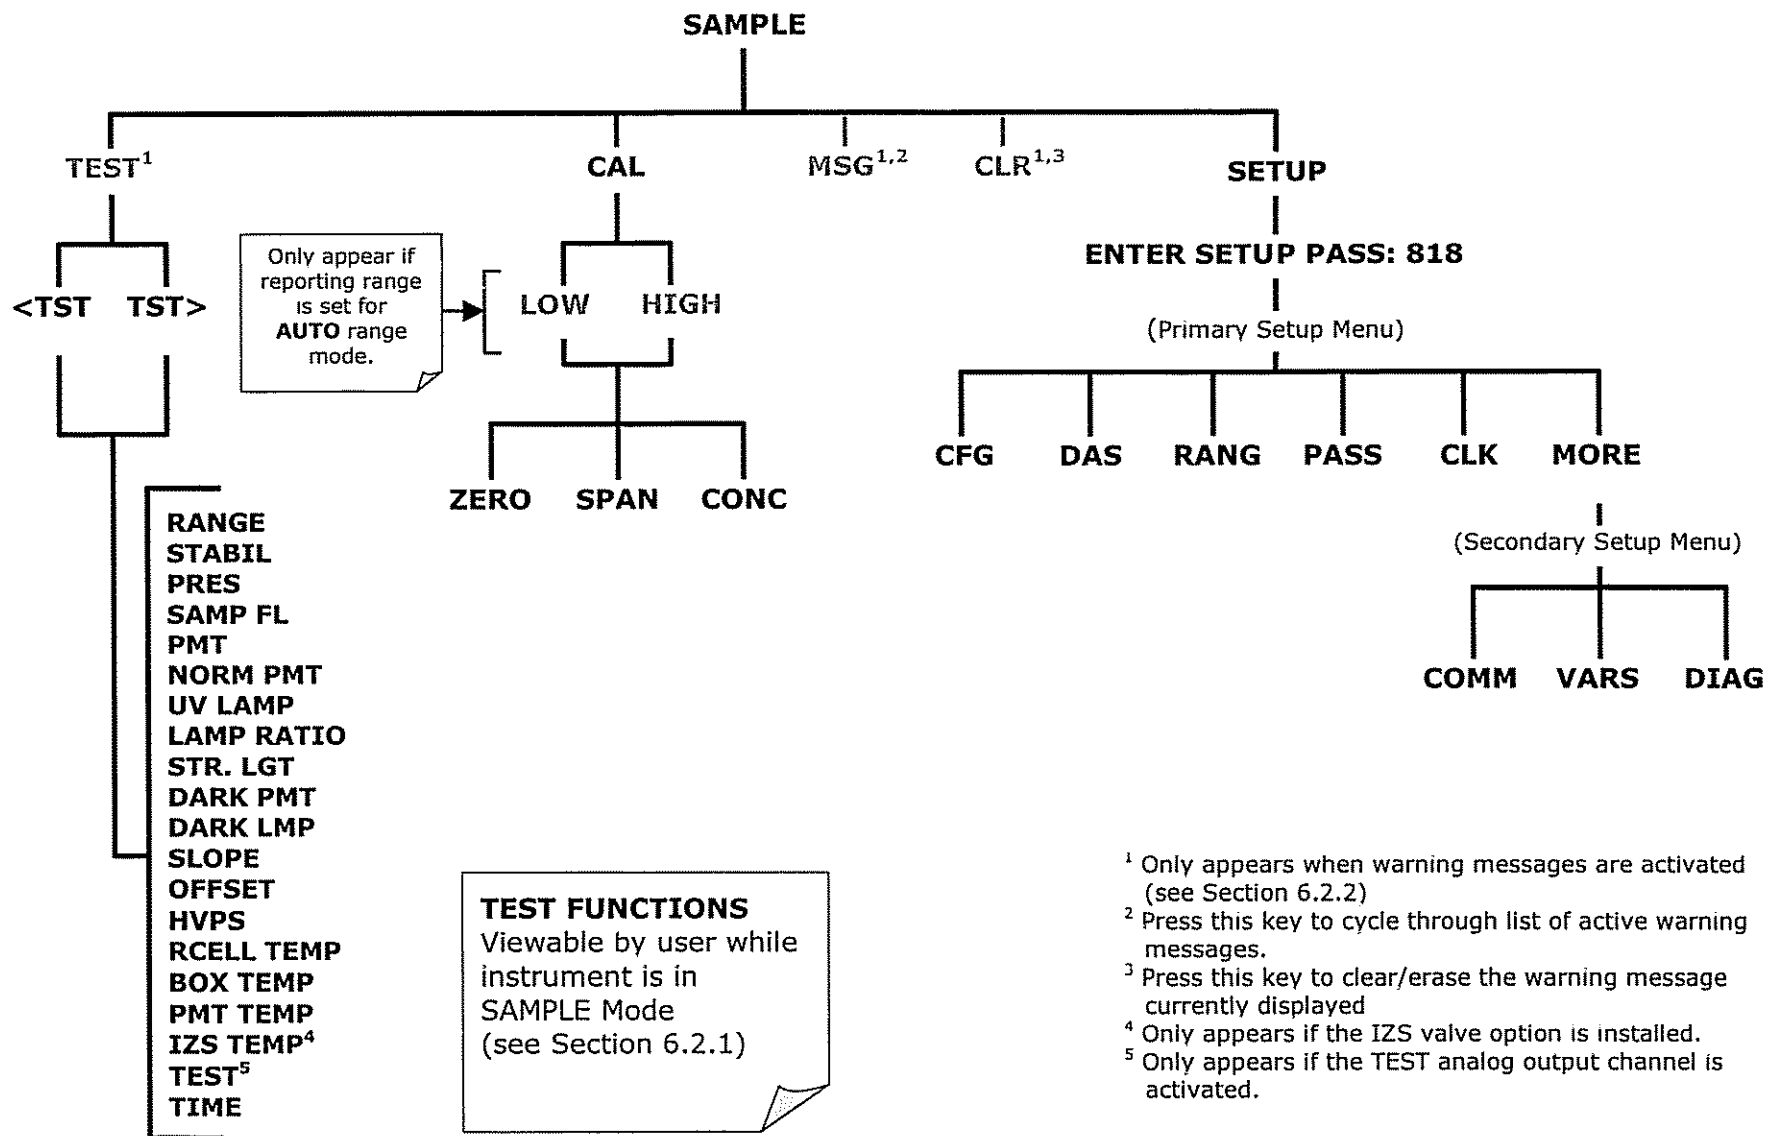 SAMPLE
TEST1
CAL
MSG1,2
CLR1,3
SETUP
<TST TST>
Only appear if
reporting range
is set for
AUTO range
mode.
LOW HIGH
ZERO SPAN CONC
ENTER SETUP PASS: 818
(Primary Setup Menu)
CFG DAS RANG PASS CLK MORE
(Secondary Setup Menu)
COMM VARS DIAG
RANGE
STABIL
PRES
SAMP FL
PMT
NORM PMT
UV LAMP
LAMP RATIO
STR. LGT
DARK PMT
DARK LMP
SLOPE
OFFSET
HVPS
RCELL TEMP
BOX TEMP
PMT TEMP
IZS TEMP4
TEST5
TIME
TEST FUNCTIONS
Viewable by user while
instrument is in
SAMPLE Mode
(see Section 6.2.1)
1 Only appears when warning messages are activated
(see Section 6.2.2)
2 Press this key to cycle through list of active warning
messages.
3 Press this key to clear/erase the warning message
currently displayed
4 Only appears if the IZS valve option is installed.
5 Only appears if the TEST analog output channel is
activated.